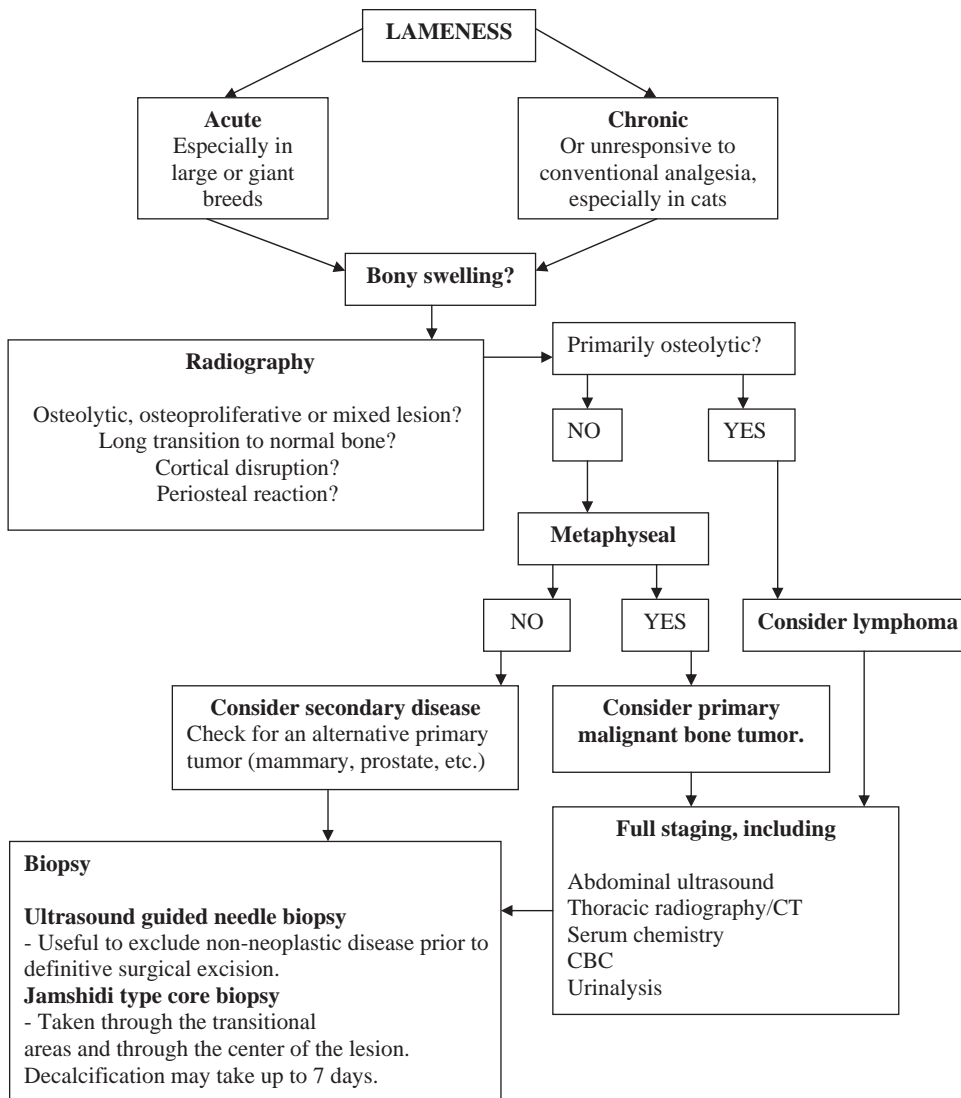 LAMENESS
Acute
Especially in
large or giant
breeds
Chronic
Or unresponsive to
conventional analgesia,
especially in cats
Bony swelling?
Radiography
Osteolytic, osteoproliferative or mixed lesion?
Long transition to normal bone?
Cortical disruption?
Periosteal reaction?
Primarily osteolytic?
NO
YES
Metaphyseal
NO
YES
Consider lymphoma
Consider secondary disease
Check for an alternative primary
tumor (mammary, prostate, etc.)
Consider primary
malignant bone tumor.
Full staging, including
Abdominal ultrasound
Thoracic radiography/CT
Serum chemistry
CBC
Urinalysis
Biopsy
Ultrasound guided needle biopsy
- Useful to exclude non-neoplastic disease prior to
definitive surgical excision.
Jamshidi type core biopsy
- Taken through the transitional
areas and through the center of the lesion.
Decalcification may take up to 7 days.